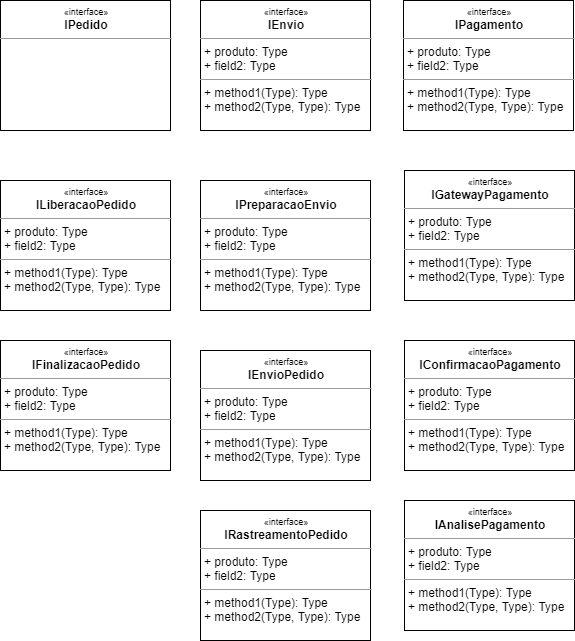 «interface»
IPedido
«interface»
IEnvio
+ produto: Type
+ field2: Type
+ method1(Type): Type
+ method2(Type, Type): Type
«interface»
IPagamento
+ produto: Type
+ field2: Type
+ method1(Type): Type
+ method2(Type, Type): Type
«interface»
ILiberacaoPedido
+ produto: Type
+ field2: Type
+ method1(Type): Type
+ method2(Type, Type): Type
«interface»
IPreparacaoEnvio
+ produto: Type
+ field2: Type
+ method1(Type): Type
+ method2(Type, Type): Type
«interface»
IGatewayPagamento
+ produto: Type
+ field2: Type
+ method1(Type): Type
+ method2(Type, Type): Type
«interface»
IFinalizacaoPedido
+ produto: Type
+ field2: Type
+ method1(Type): Type
+ method2(Type, Type): Type
«interface»
IEnvioPedido
+ produto: Type
+ field2: Type
+ method1(Type): Type
+ method2(Type, Type): Type
«interface»
IConfirmacaoPagamento
+ produto: Type
+ field2: Type
+ method1(Type): Type
+ method2(Type, Type): Type
«interface»
IRastreamentoPedido
+ produto: Type
+ field2: Type
+ method1(Type): Type
+ method2(Type, Type): Type
«interface»
IAnalisePagamento
+ produto: Type
+ field2: Type
+ method1(Type): Type
+ method2(Type, Type): Type